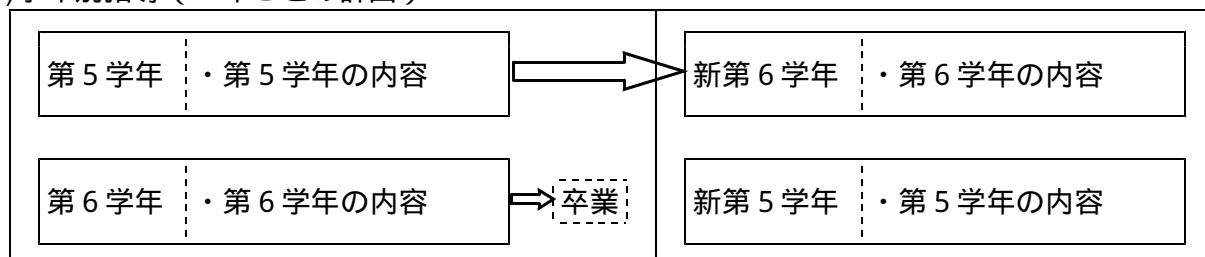 第５学年 ・第５学年の内容 新第６学年 ・第６学年の内容
第６学年 ・第６学年の内容 卒業 新第５学年 ・第５学年の内容